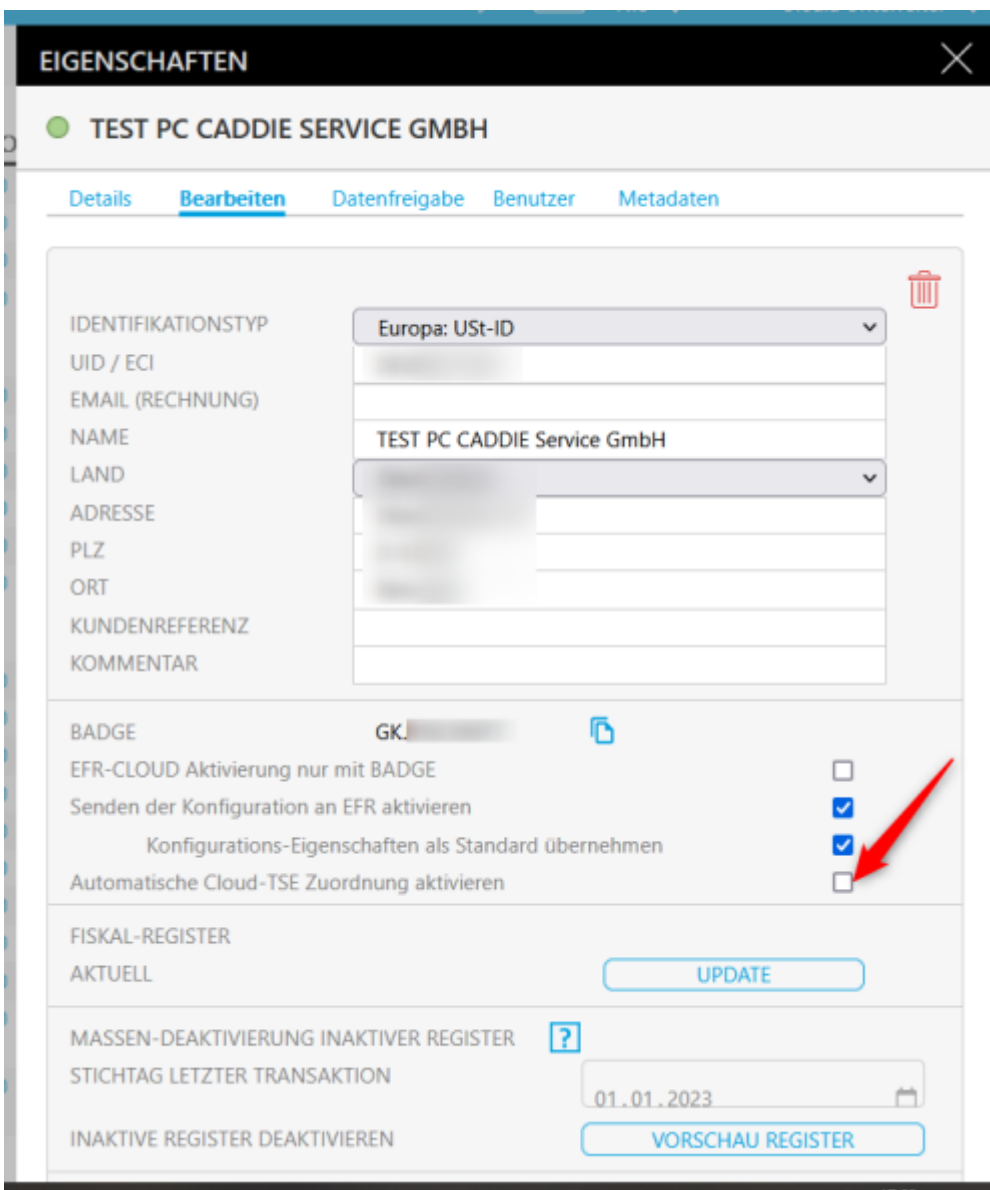 EIGENSCHAFTEN
TEST PC CADDIE SERVICE GMBH
Details Bearbeiten Datenfreigabe Benutzer Metadaten
IDENTIFIKATIONSTYP Europa: USt-ID
UID / ECI
EMAIL (RECHNUNG)
NAME TEST PC CADDIE Service GmbH
LAND
ADRESSE
PLZ
ORT
KUNDENREFERENZ
KOMMENTAR
BADGE GK.
EFR-CLOUD Aktivierung nur mit BADGE
Senden der Konfiguration an EFR aktivieren
Konfigurations-Eigenschaften als Standard übernehmen
Automatische Cloud-TSE Zuordnung aktivieren
FISKAL-REGISTER
AKTUELL UPDATE
MASSEN-DEAKTIVIERUNG INAKTIVER REGISTER ?
STICHTAG LETZTER TRANSAKTION 01.01.2023
INAKTIVE REGISTER DEAKTIVIEREN VORSCHAU REGISTER